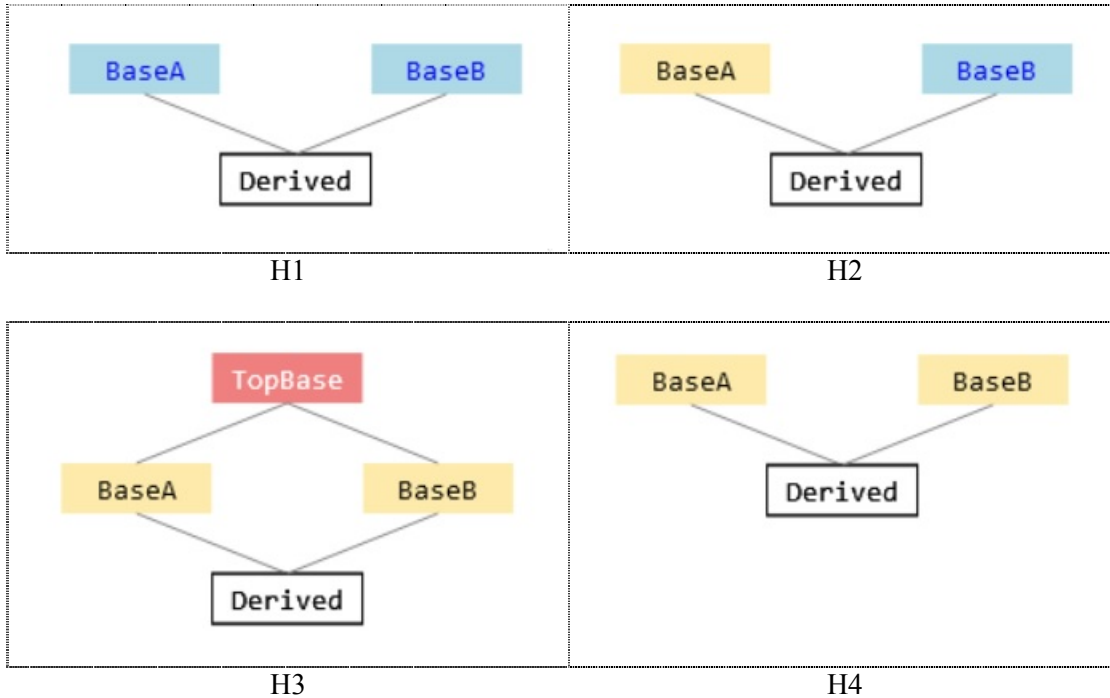 BaseA BaseB
Derived
H1
BaseA BaseB
Derived
H2
TopBase
BaseA BaseB
Derived
H3
BaseA BaseB
Derived
H4